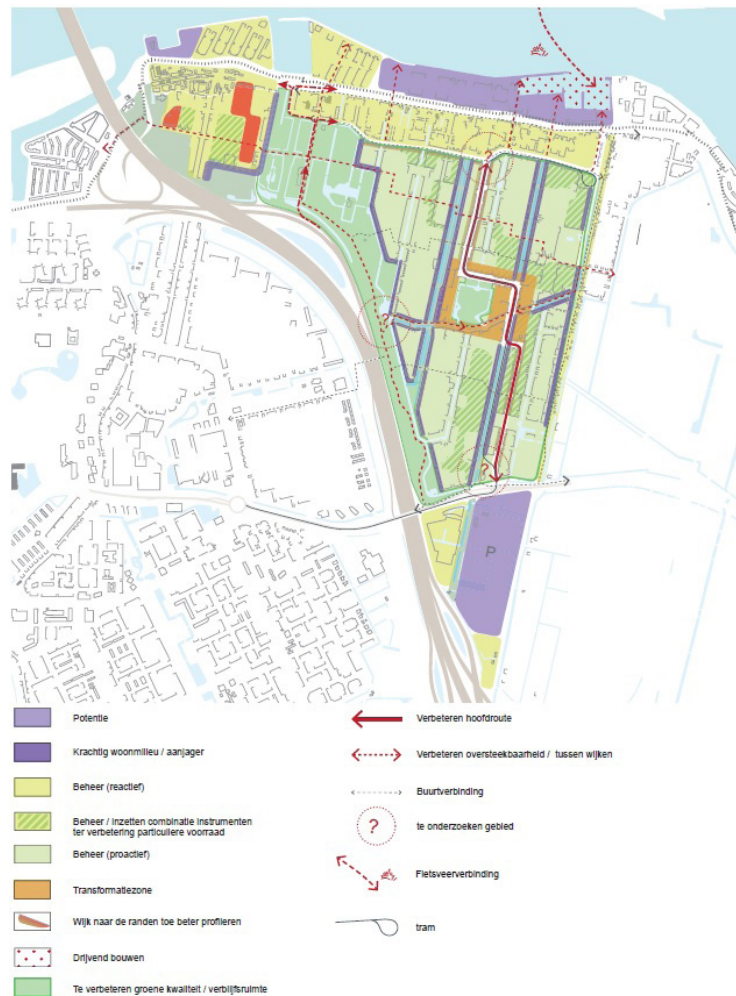 ?
?
?
P
Potentie
Krachtig woonmilieu / aanjager
Beheer (reactief)
Beheer / inzetten combinatie instrumenten
ter verbetering particuliere voorraad
Beheer (proactief)
Transformatiezone
Wijk naar de randen toe beter profileren
Drijvend bouwen
Te verbeteren groene kwaliteit / verblijfsruimte
Verbeteren hoofdroute
Verbeteren oversteekbaarheid / tussen wijken
Buurtverbinding
?
te onderzoeken gebied
Fietsveerverbinding
tram